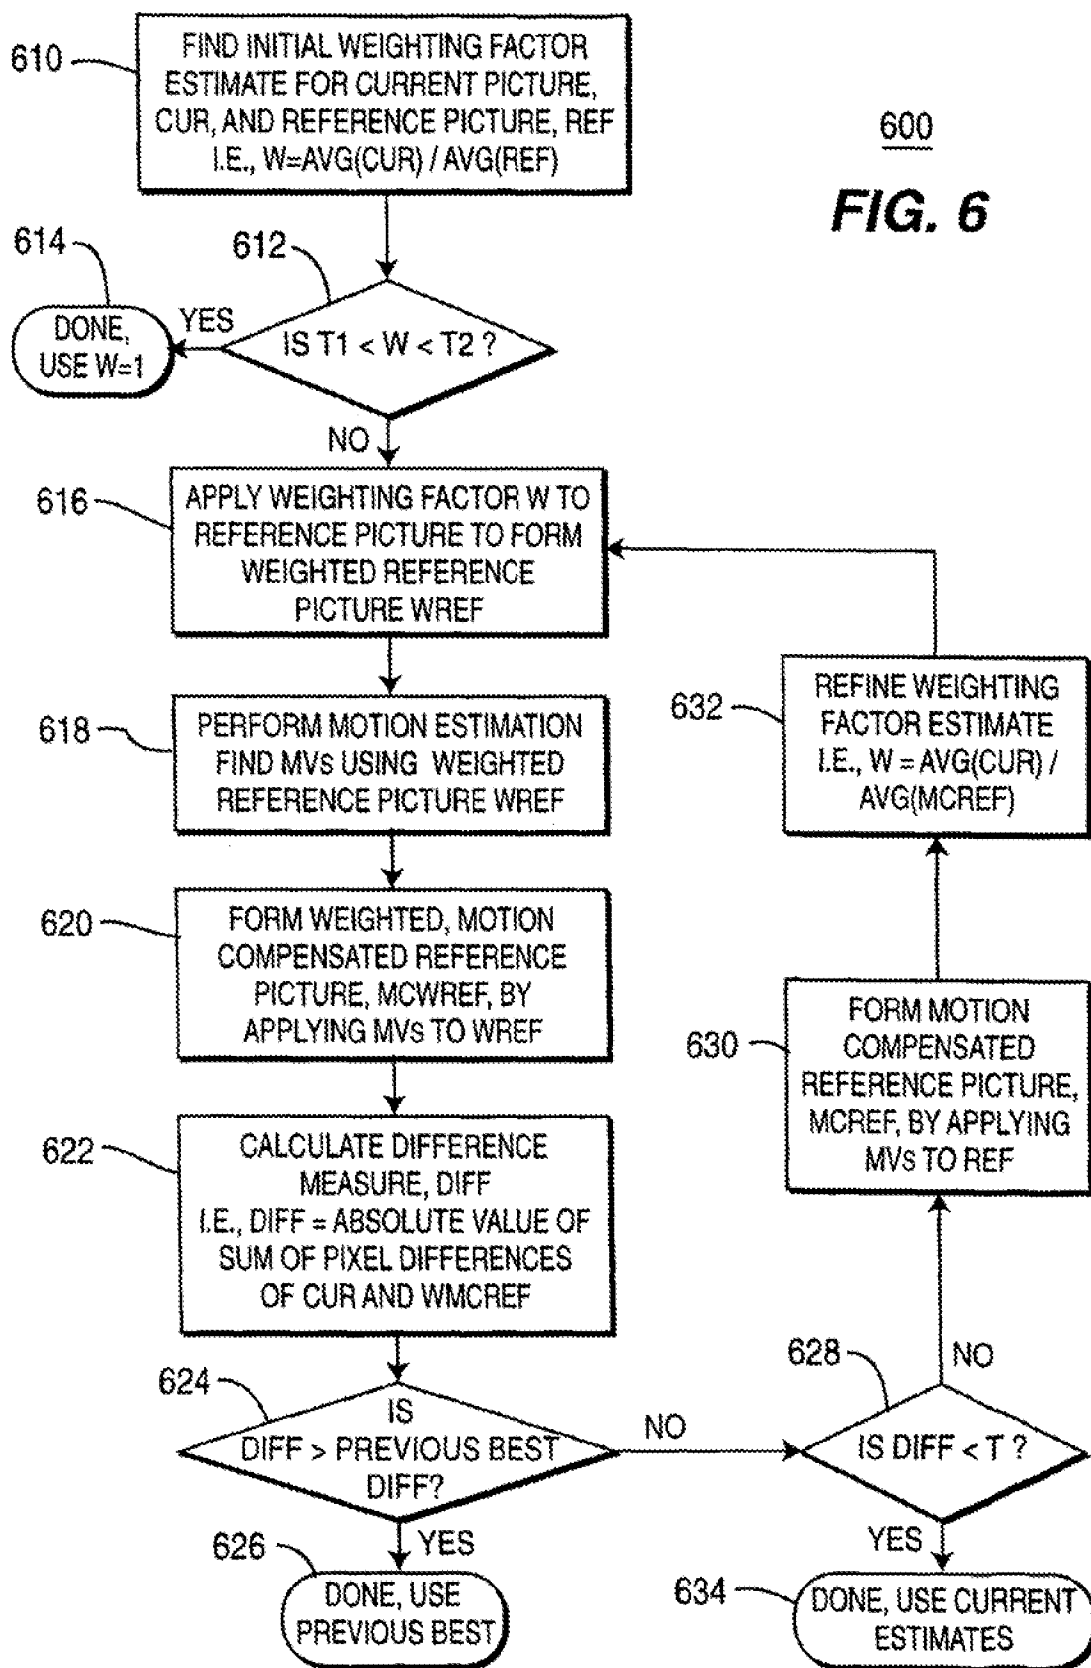 610
FIND INITIAL WEIGHTING FACTOR
ESTIMATE FOR CURRENT PICTURE,
CUR, AND REFERENCE PICTURE, REF
I.E., W=AVG(CUR) / AVG(REF)
600
FIG. 6
614
612
DONE,
USE W=1
YES
IS T1 < W < T2 ?
NO
616
APPLY WEIGHTING FACTOR W TO
REFERENCE PICTURE TO FORM
WEIGHTED REFERENCE
PICTURE WREF
618
PERFORM MOTION ESTIMATION
FIND MVs USING WEIGHTED
REFERENCE PICTURE WREF
632
REFINE WEIGHTING
FACTOR ESTIMATE
I.E., W = AVG(CUR) /
AVG(MCREF)
620
FORM WEIGHTED, MOTION
COMPENSATED REFERENCE
PICTURE, MCWREF, BY
APPLYING MVs TO WREF
630
FORM MOTION
COMPENSATED
REFERENCE PICTURE,
MCREF, BY APPLYING
MVs TO REF
622
CALCULATE DIFFERENCE
MEASURE, DIFF
I.E., DIFF = ABSOLUTE VALUE OF
SUM OF PIXEL DIFFERENCES
OF CUR AND WMCREF
624
IS
DIFF > PREVIOUS BEST
DIFF?
NO
628
NO
IS DIFF < T ?
626
YES
DONE, USE
PREVIOUS BEST
YES
634
DONE, USE CURRENT
ESTIMATES